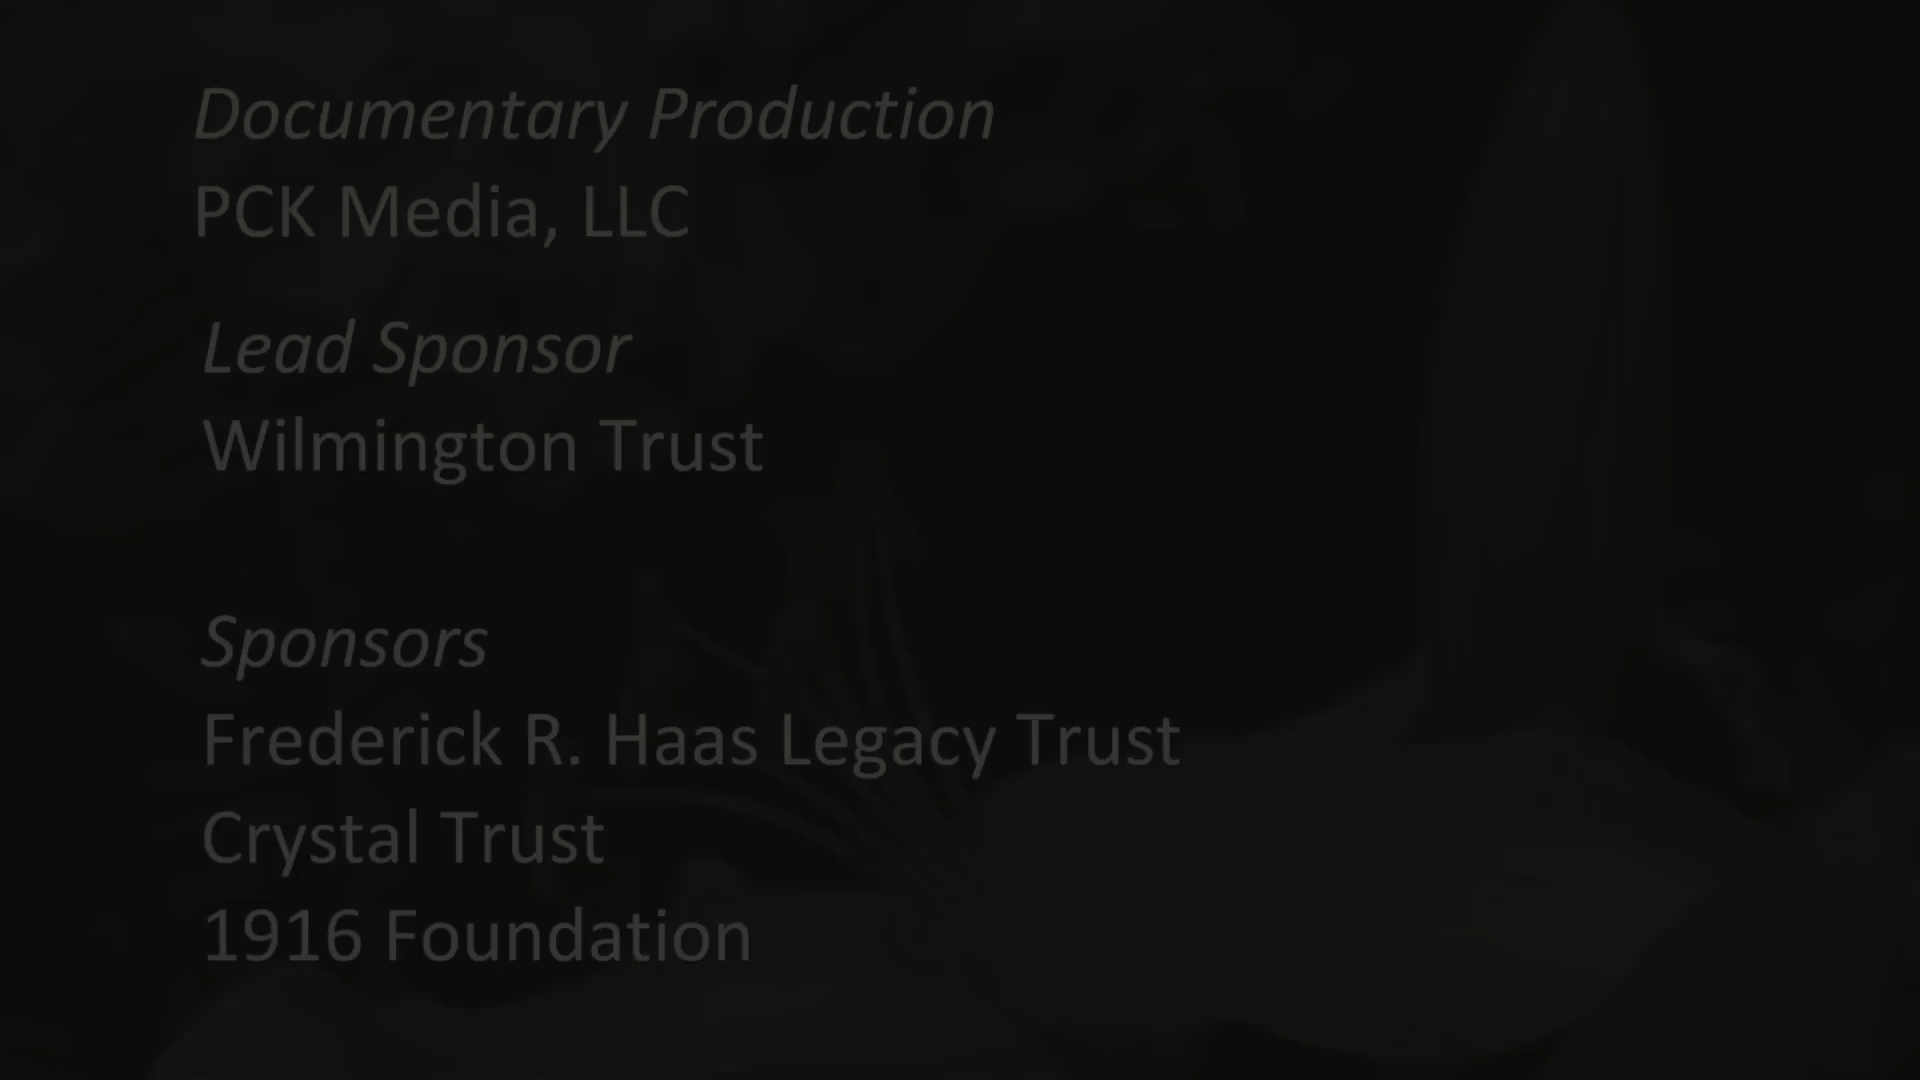 Documentary Production
PCK Media, LLC
Lead Sponsor
Wilmington Trust
Sponsors
Frederick R. Haas Legacy Trust
Crystal Trust
1916 Foundation